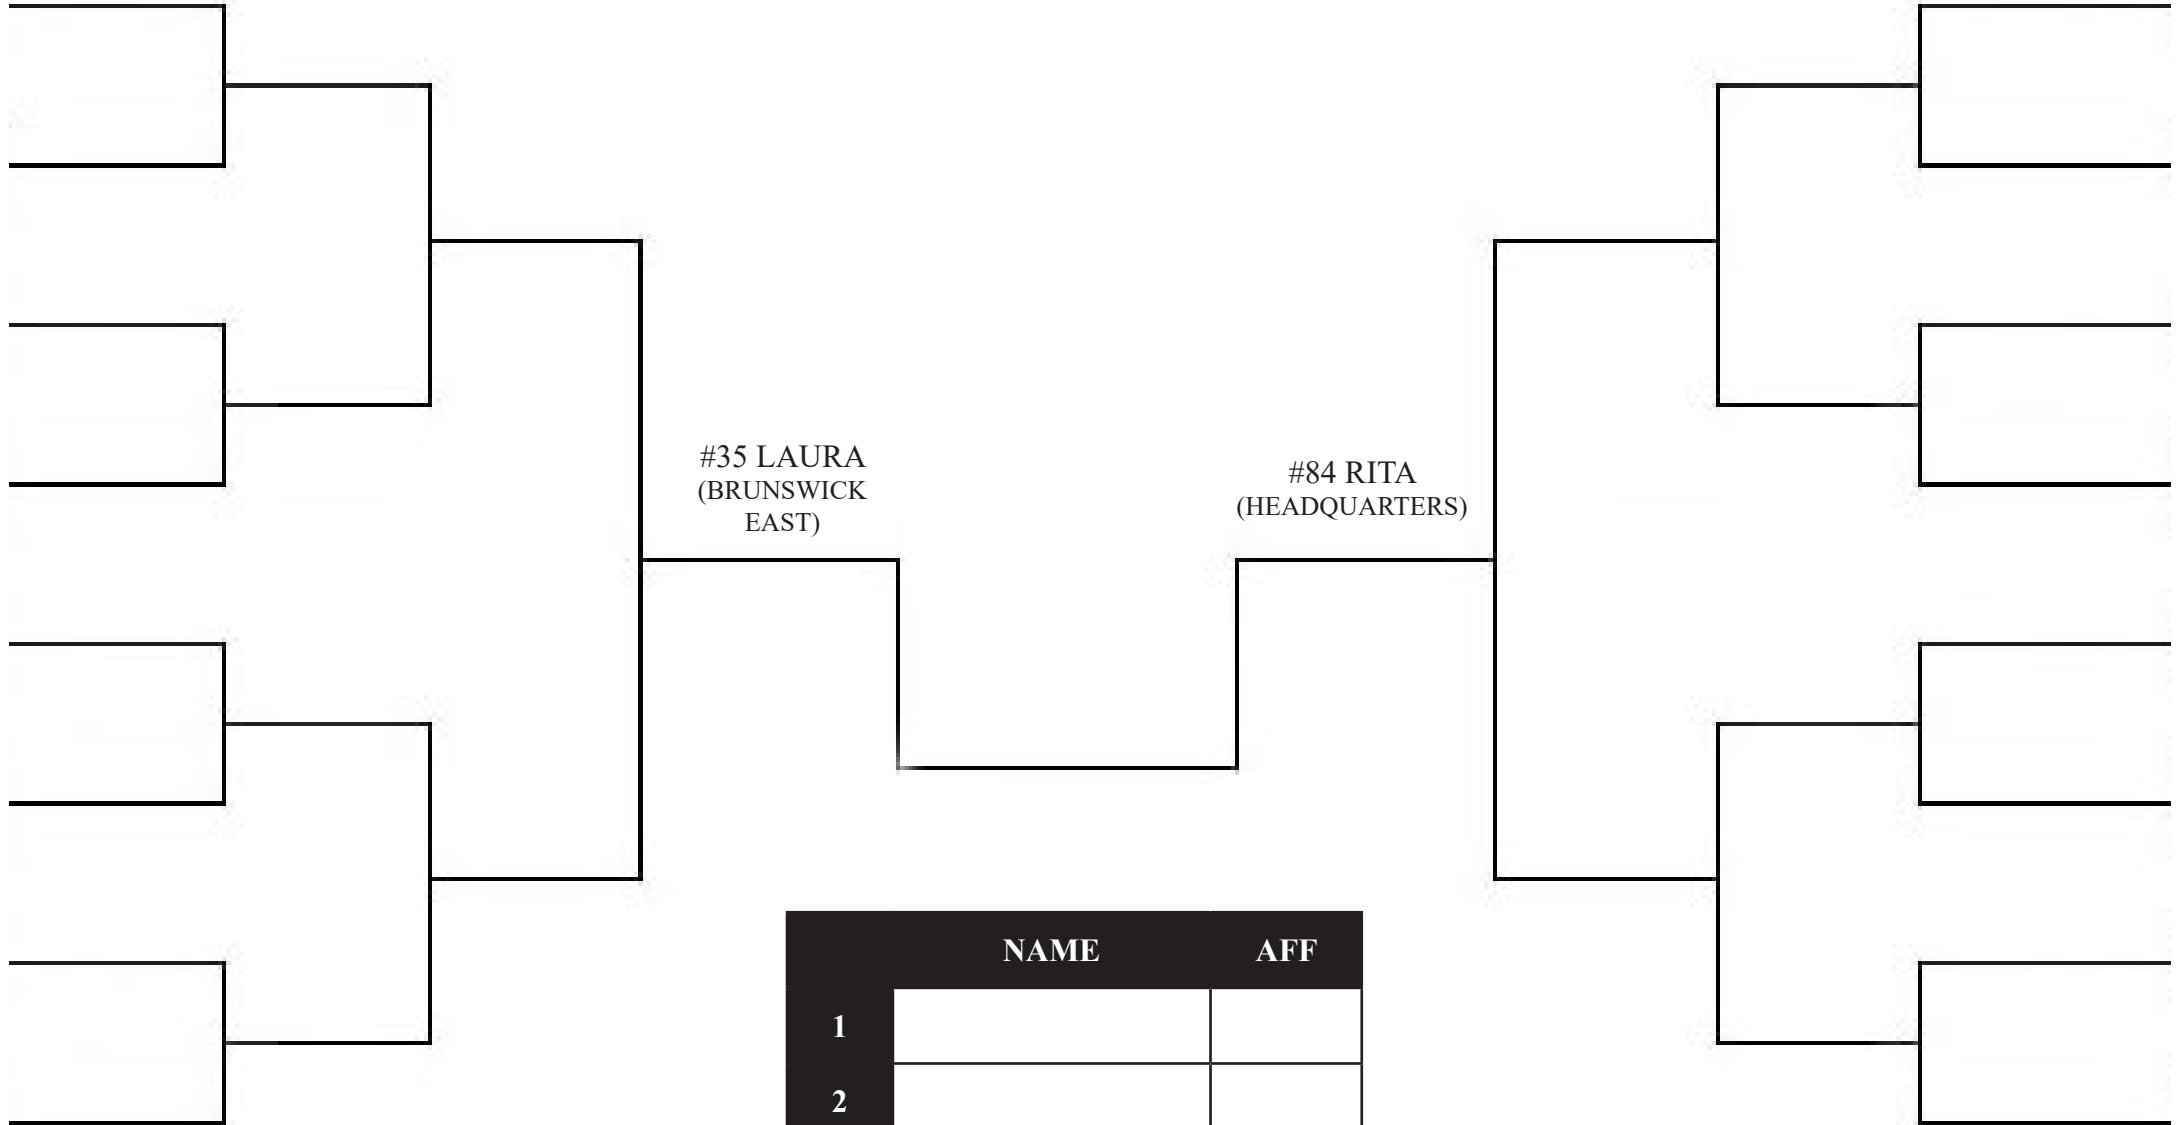 #35 LAURA
(BRUNSWICK
EAST)
#84 RITA
(HEADQUARTERS)
NAME AFF
1
2